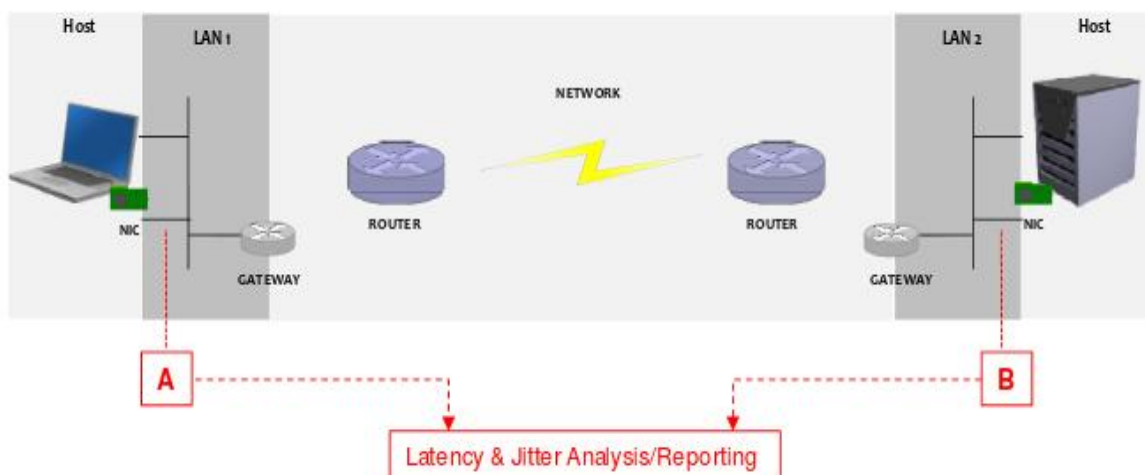 Host
LAN 1
LAN 2
Host
NETWORK
ROUTER
ROUTER
NIC
NIC
GATEWAY
GATEWAY
A
B
Latency & Jitter Analysis/Reporting